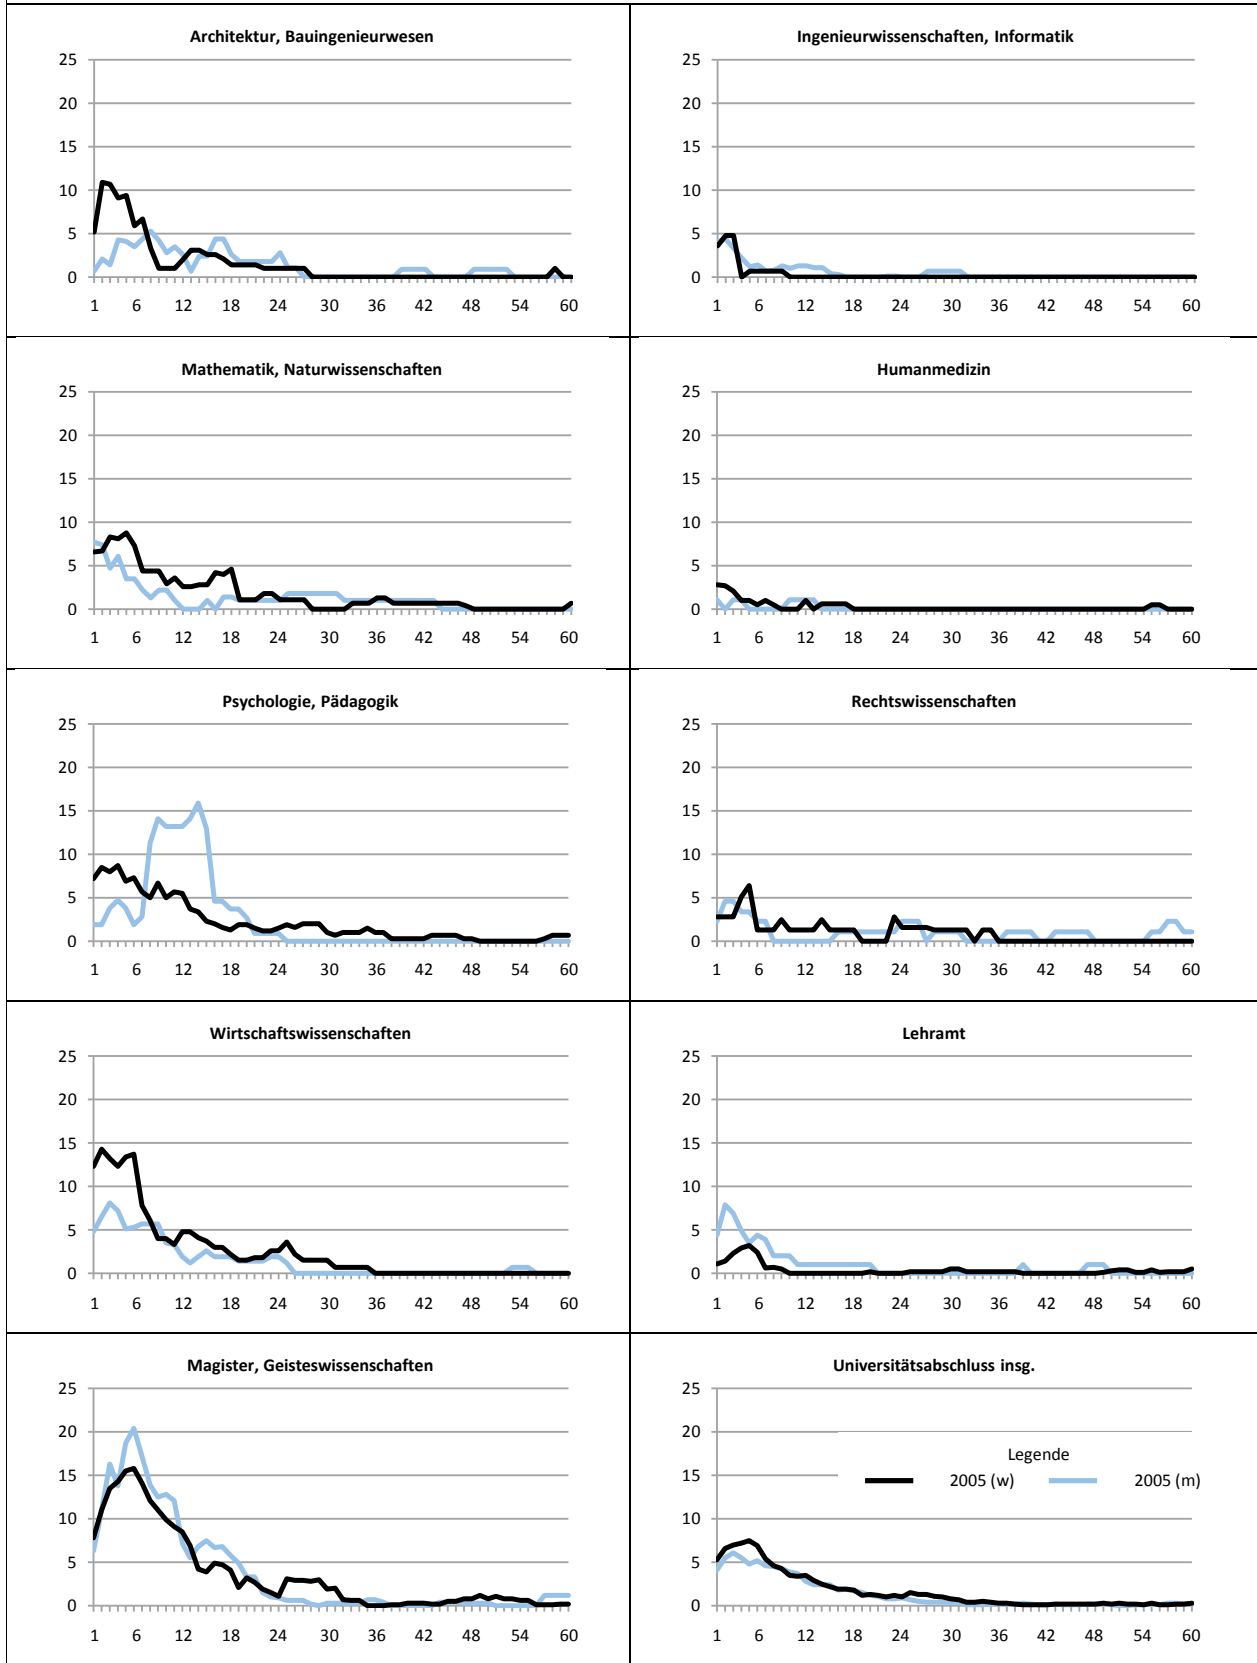 Architektur, Bauingenieurwesen
25
20
15
10
5
0
1 6 12 18 24 30 36 42 48 54 60
Ingenieurwissenschaften, Informatik
25
20
15
10
5
0
1 6 12 18 24 30 36 42 48 54 60
Mathematik, Naturwissenschaften
25
20
15
10
5
0
1 6 12 18 24 30 36 42 48 54 60
Humanmedizin
25
20
15
10
5
0
1 6 12 18 24 30 36 42 48 54 60
Psychologie, Pädagogik
25
20
15
10
5
0
1 6 12 18 24 30 36 42 48 54 60
Rechtswissenschaften
25
20
15
10
5
0
1 6 12 18 24 30 36 42 48 54 60
Wirtschaftswissenschaften
25
20
15
10
5
0
1 6 12 18 24 30 36 42 48 54 60
Lehramt
25
20
15
10
5
0
1 6 12 18 24 30 36 42 48 54 60
Magister, Geisteswissenschaften
25
20
15
10
5
0
1 6 12 18 24 30 36 42 48 54 60
Universitätsabschluss insg.
25
20
15
10
5
0
Legende
2005 (w) 2005 (m)
1 6 12 18 24 30 36 42 48 54 60